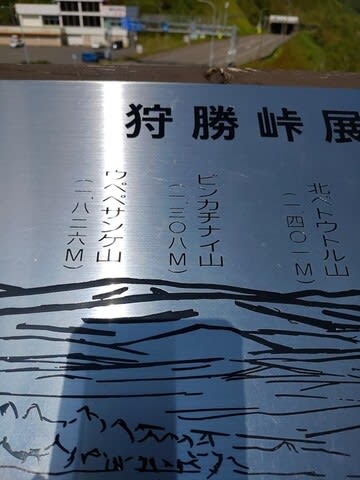 狩勝峠展
北ペトウトル山
(一四〇一M)
ピシカチナイ山
(一、三〇八M)
ウペペサンケ山
(一、八三六M)